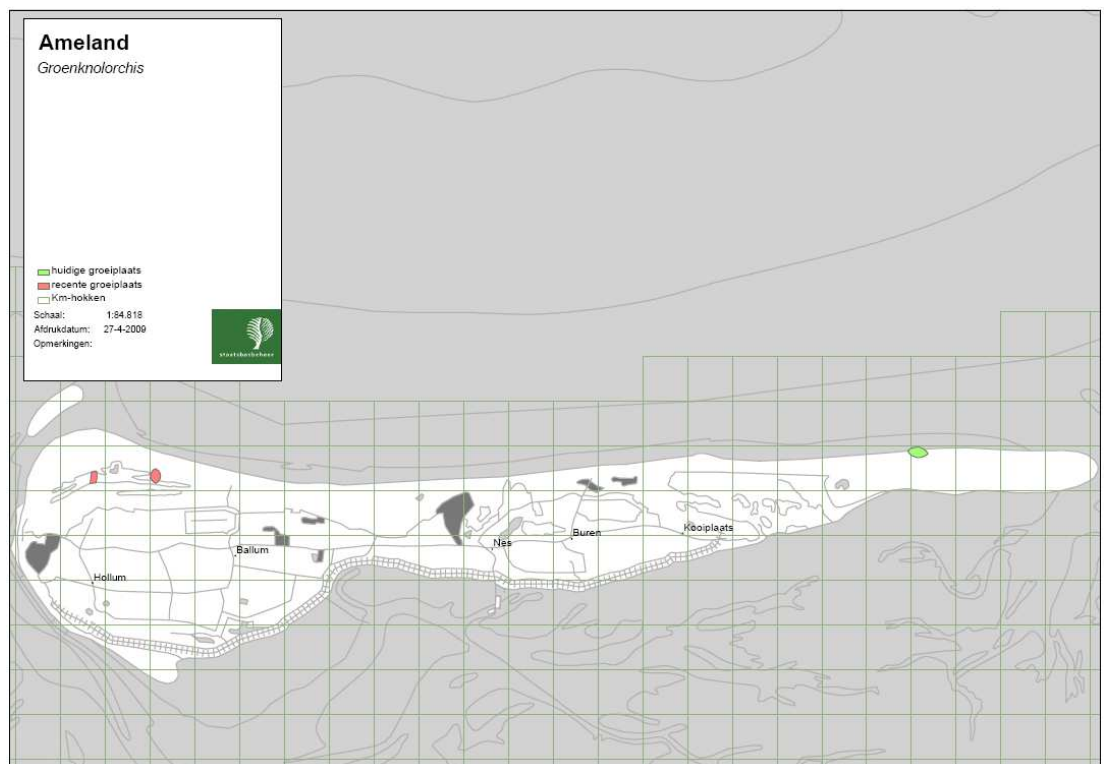 Ameland
Groenknolorchis
huidige groeiplaats
recente groeiplaats
Km-hokken
Schaal: 1:84.818
Afdrukdatum: 27-4-2009
Opmerkingen:
staatsbosbeheer
Kooiplaats
Buren
Nes
Ballum
Hollum